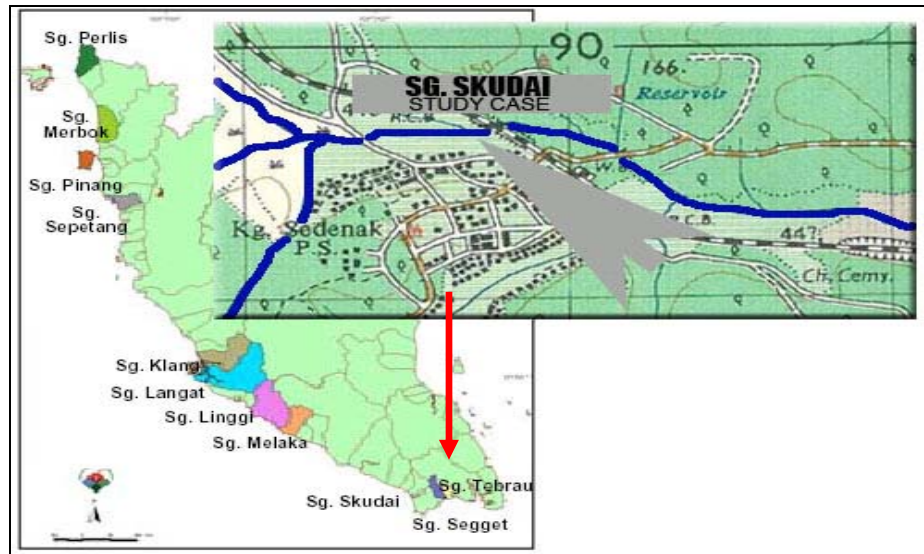 Sg. Perlis
Sg.
Merbok
Sg. Pinang
Sg.
Sepetang
Sg. Klang
Sg. Langat
Sg. Linggi
Sg. Melaka
Sg. Skudai
Sg. Tebrau
Sg. Segget
90
SG. SKUDAI
STUDY CASE
166.
Reservoir
150
R.C.B.
Kg. Sedenak
P.S.
447.
Ch. Cemy.